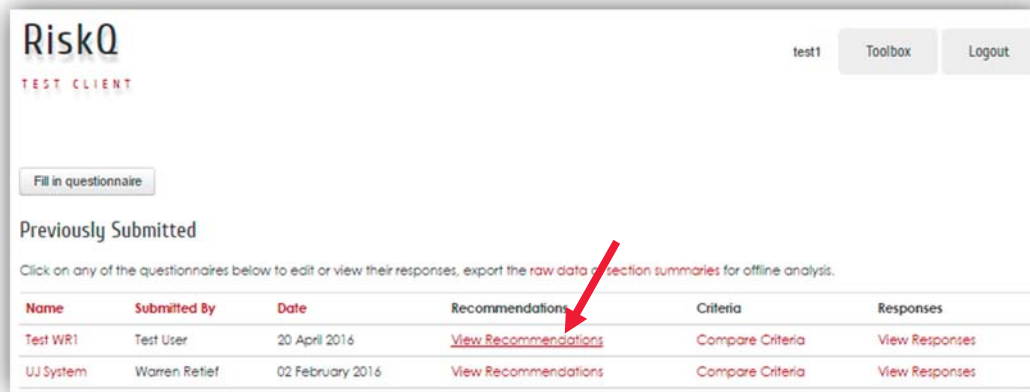 RiskQ
TEST CLIENT
test1 Toolbox Logout
Fill in questionnaire
Previously Submitted
Click on any of the questionnaires below to edit or view their responses, export the raw data section summaries for offline analysis.
Name Submitted By Date Recommendations Criteria Responses
Test WR1 Test User 20 April 2016 View Recommendations Compare Criteria View Responses
UJ System Warren Retief 02 February 2016 View Recommendations Compare Criteria View Responses